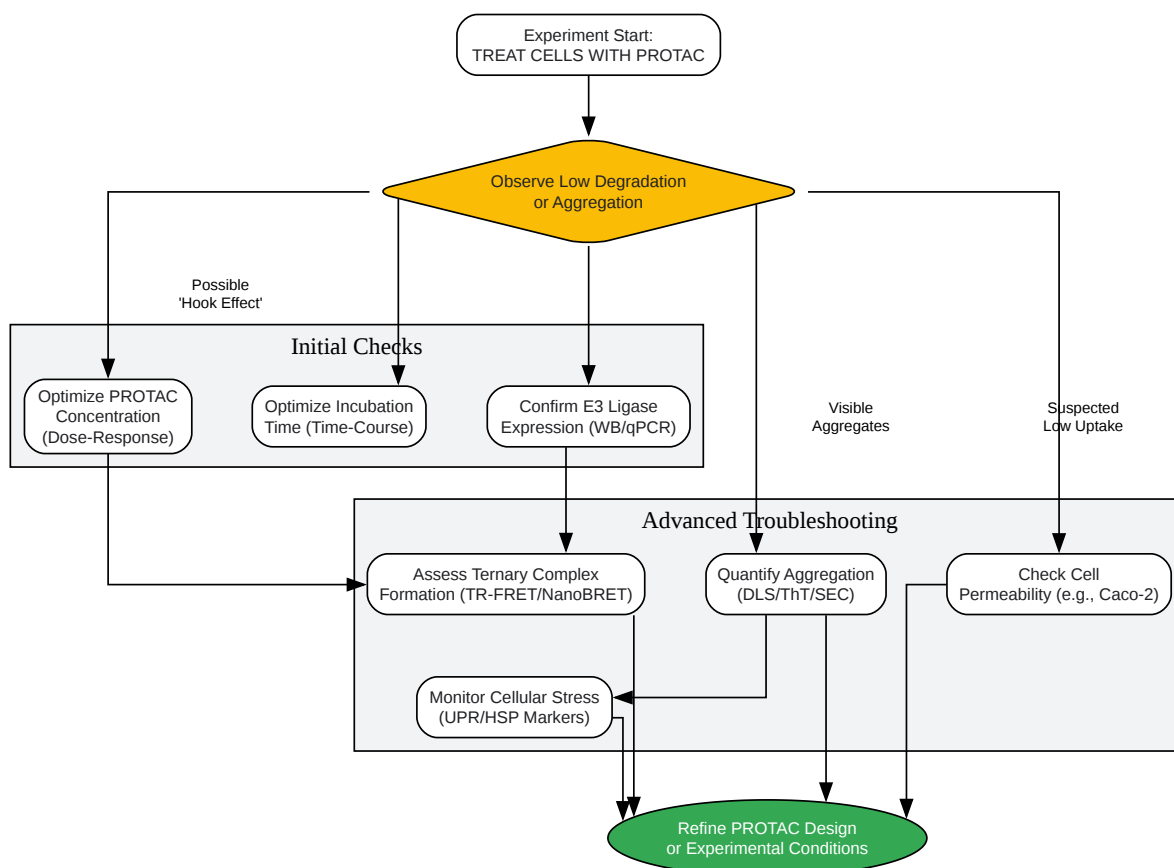 Experiment Start:
TREAT CELLS WITH PROTAC
Observe Low Degradation
or Aggregation
Possible
'Hook Effect'
Initial Checks
Optimize PROTAC
Concentration
(Dose-Response)
Optimize Incubation
Time (Time-Course)
Confirm E3 Ligase
Expression (WB/qPCR)
Visible
Aggregates
Suspected
Low Uptake
Advanced Troubleshooting
Assess Ternary Complex
Formation (TR-FRET/NanoBRET)
Quantify Aggregation
(DLS/ThT/SEC)
Check Cell
Permeability (e.g., Caco-2)
Monitor Cellular Stress
(UPR/HSP Markers)
Refine PROTAC Design
or Experimental Conditions